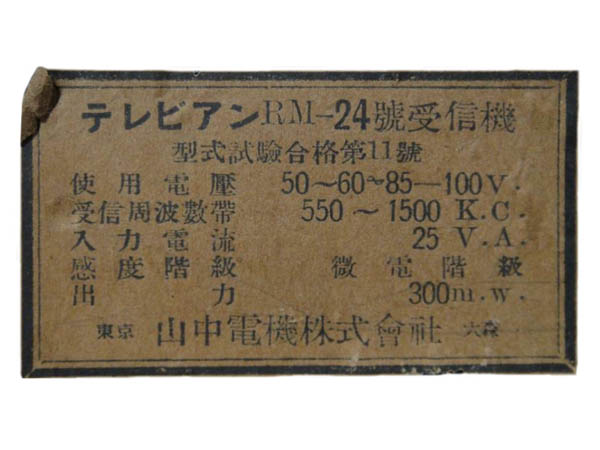 テレビアンRM-24號受信機
型式試驗合格第11號
使用電壓 50~60~85—100V.
受信周波數帶 550~1500 K.C.
入力電流 25 V.A.
感度階級 微電階級
出力 300m.w.
東京 山中電機株式會社 大森